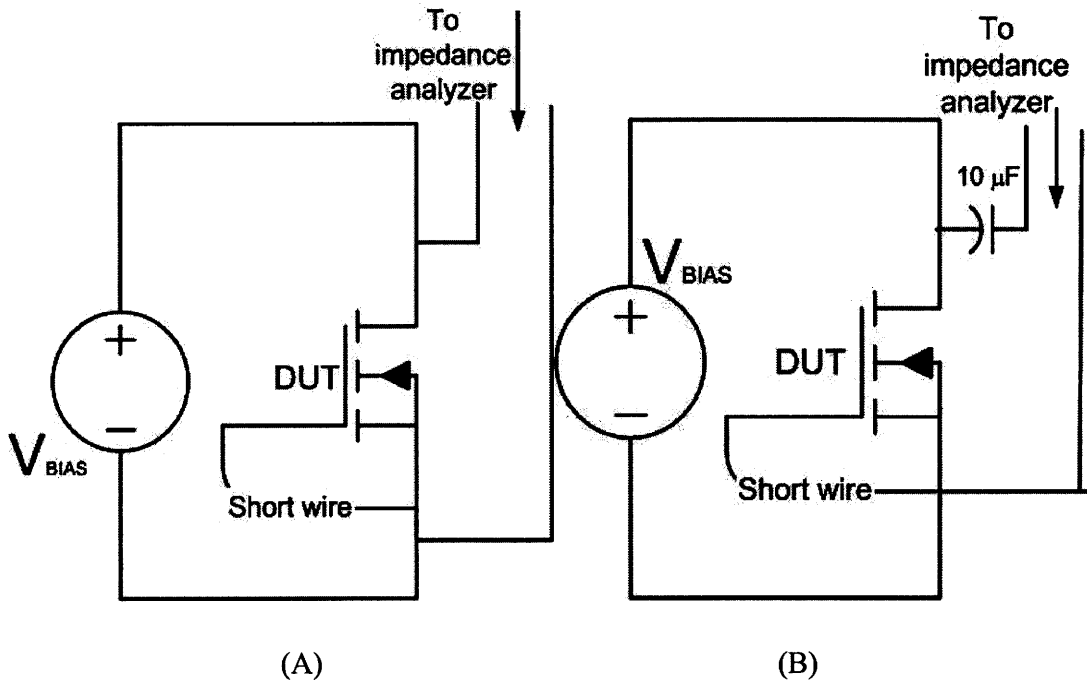 To
impedance
analyzer
+
DUT
−
V BIAS
Short wire
(A)
To
impedance
analyzer
10 µF
V BIAS
+
DUT
−
Short wire
(B)